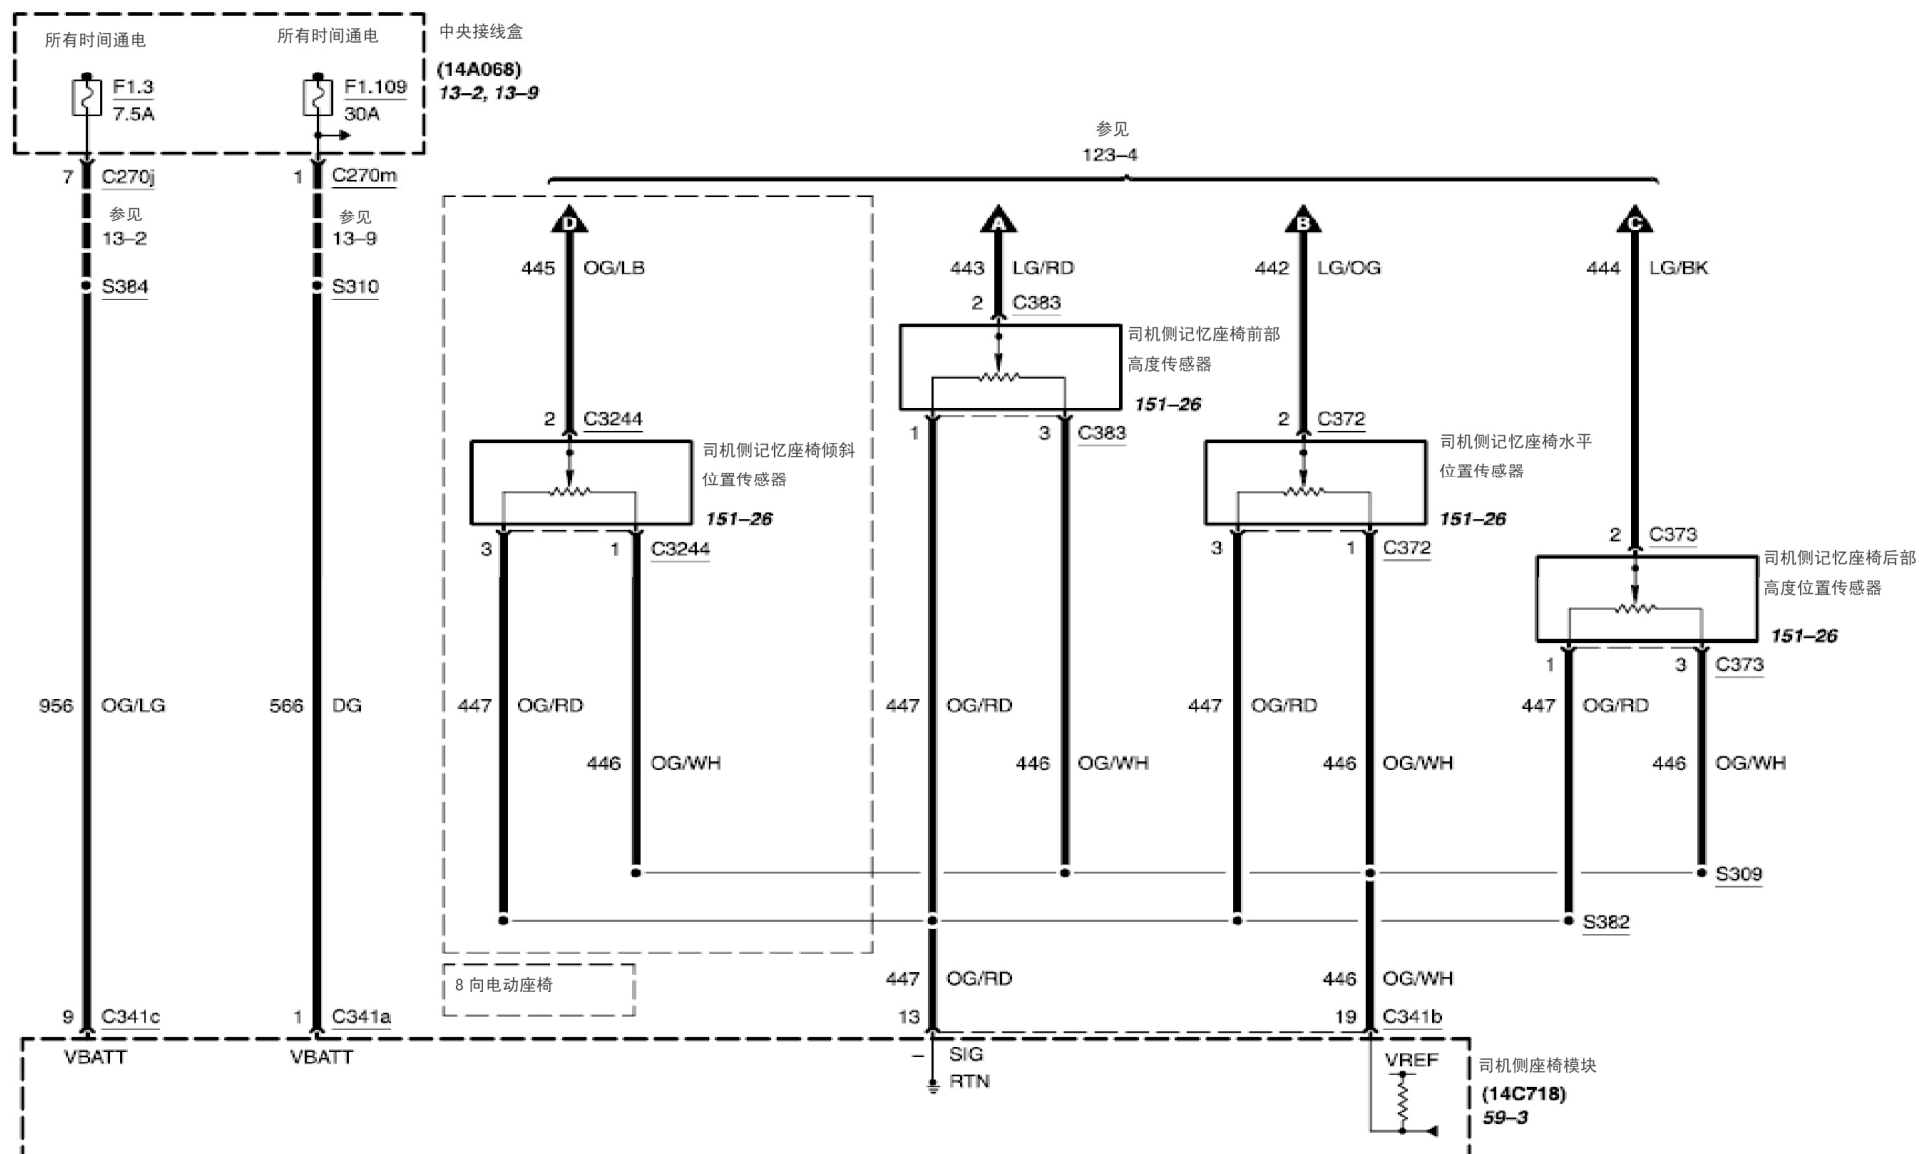 所有时间通电
所有时间通电
中央接线盒
(14A068)
13–2, 13–9
F1.3
7.5A
F1.109
30A
7 C270j
1 C270m
参见
13–2
参见
13–9
S384
S310
参见
123–4
D
A
B
C
445 OG/LB
443 LG/RD
442 LG/OG
444 LG/BK
2 C383
司机侧记忆座椅前部
高度传感器
151–26
1
3 C383
2 C3244
司机侧记忆座椅倾斜
位置传感器
151–26
3
1 C3244
2 C372
司机侧记忆座椅水平
位置传感器
151–26
3
1 C372
2 C373
司机侧记忆座椅后部
高度位置传感器
151–26
1
3 C373
956 OG/LG
566 DG
447 OG/RD
447 OG/RD
447 OG/RD
447 OG/RD
446 OG/WH
446 OG/WH
446 OG/WH
446 OG/WH
S309
S382
8 向电动座椅
447 OG/RD
446 OG/WH
9 C341c
1 C341a
13
19 C341b
VBATT
VBATT
– SIG
RTN
VREF
司机侧座椅模块
(14C718)
59–3